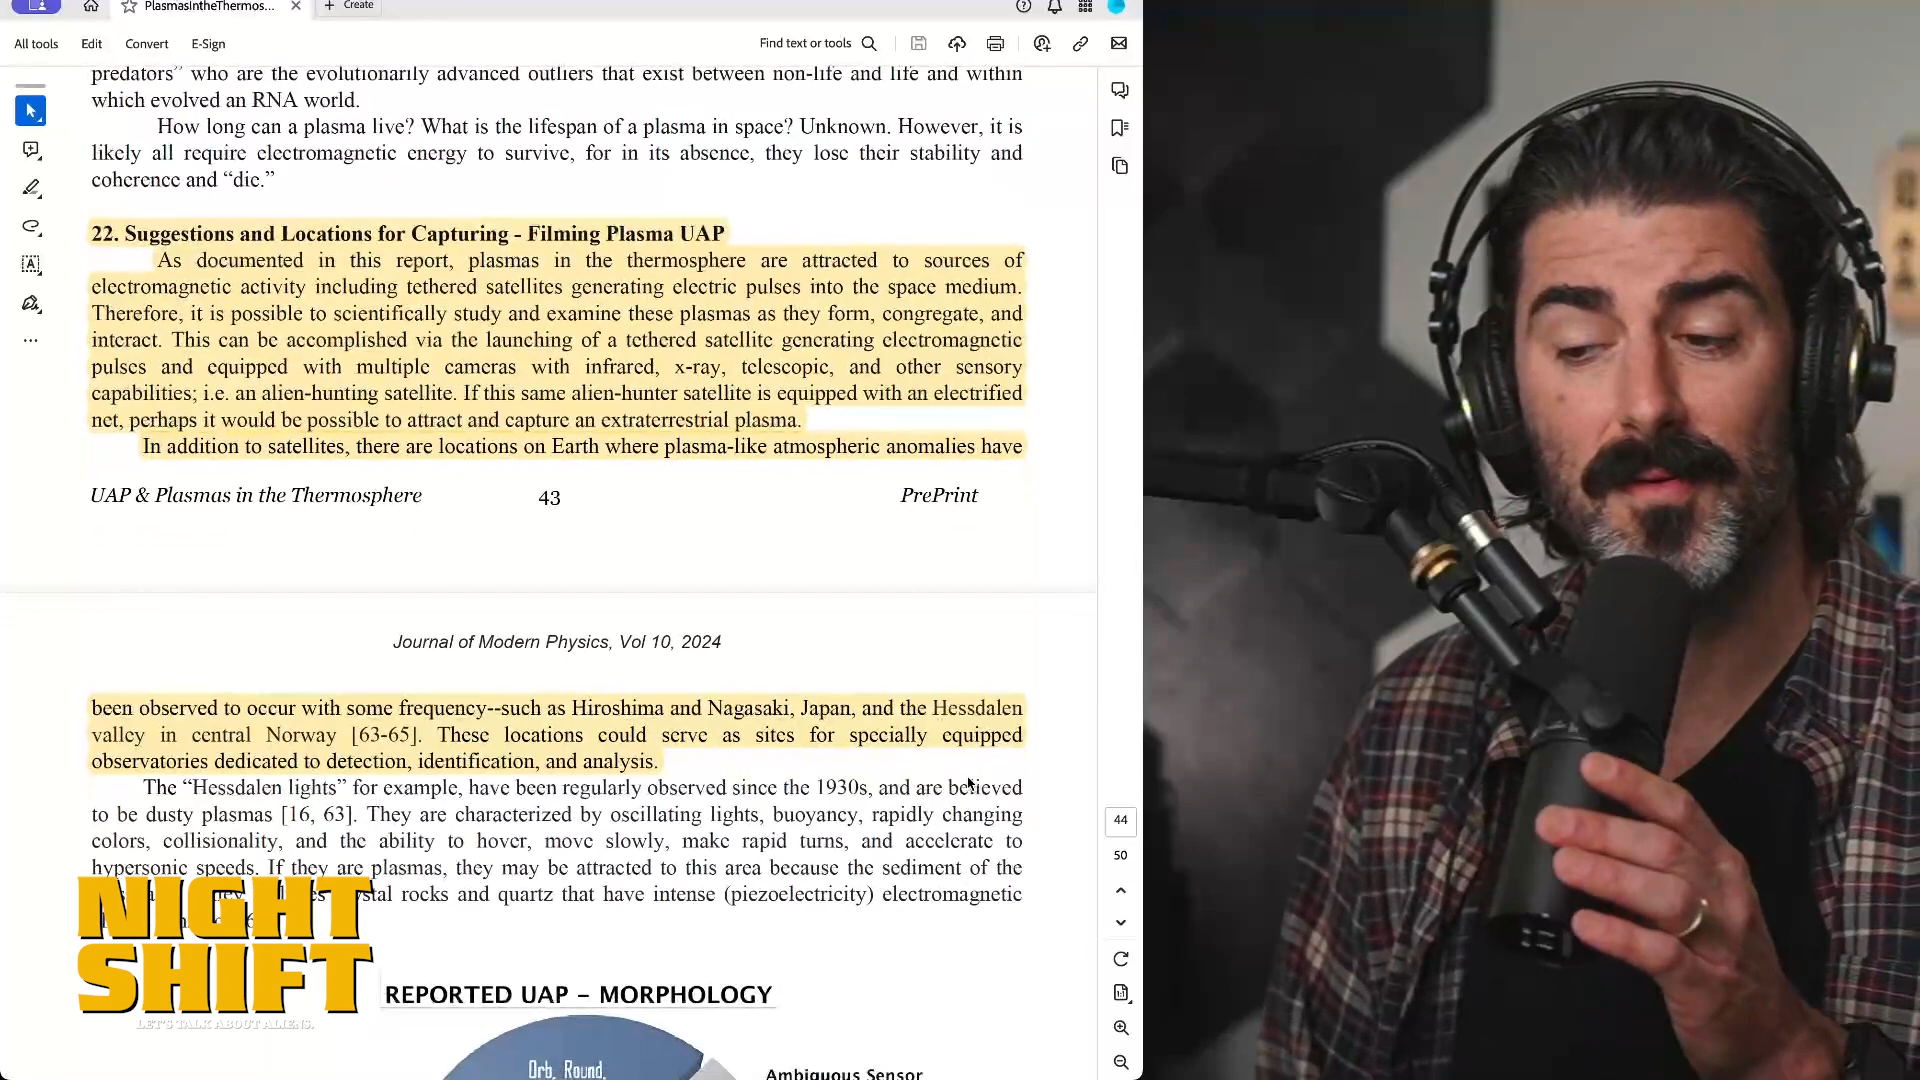 PlasmasIntheThermos...
Create
All tools
Edit
Convert
E-Sign
Find text or tools
predators” who are the evolutionarily advanced outliers that exist between non-life and life and within
which evolved an RNA world.
How long can a plasma live? What is the lifespan of a plasma in space? Unknown. However, it is
likely all require electromagnetic energy to survive, for in its absence, they lose their stability and
coherence and “die.”
22. Suggestions and Locations for Capturing - Filming Plasma UAP
As documented in this report, plasmas in the thermosphere are attracted to sources of
electromagnetic activity including tethered satellites generating electric pulses into the space medium.
Therefore, it is possible to scientifically study and examine these plasmas as they form, congregate, and
interact. This can be accomplished via the launching of a tethered satellite generating electromagnetic
pulses and equipped with multiple cameras with infrared, x-ray, telescopic, and other sensory
capabilities; i.e. an alien-hunting satellite. If this same alien-hunter satellite is equipped with an electrified
net, perhaps it would be possible to attract and capture an extraterrestrial plasma.
In addition to satellites, there are locations on Earth where plasma-like atmospheric anomalies have
UAP & Plasmas in the Thermosphere 43 PrePrint
Journal of Modern Physics, Vol 10, 2024
been observed to occur with some frequency--such as Hiroshima and Nagasaki, Japan, and the Hessdalen
valley in central Norway [63-65]. These locations could serve as sites for specially equipped
observatories dedicated to detection, identification, and analysis.
The “Hessdalen lights” for example, have been regularly observed since the 1930s, and are believed
to be dusty plasmas [16, 63]. They are characterized by oscillating lights, buoyancy, rapidly changing
colors, collisionality, and the ability to hover, move slowly, make rapid turns, and accelerate to
hypersonic speeds. If they are plasmas, they may be attracted to this area because the sediment of the
rocks and quartz that have intense (piezoelectricity) electromagnetic
44
50
NIGHT
SHIFT
LET'S TALK ABOUT ALIENS.
REPORTED UAP – MORPHOLOGY
Orb, Round,
Ambiguous Sensor